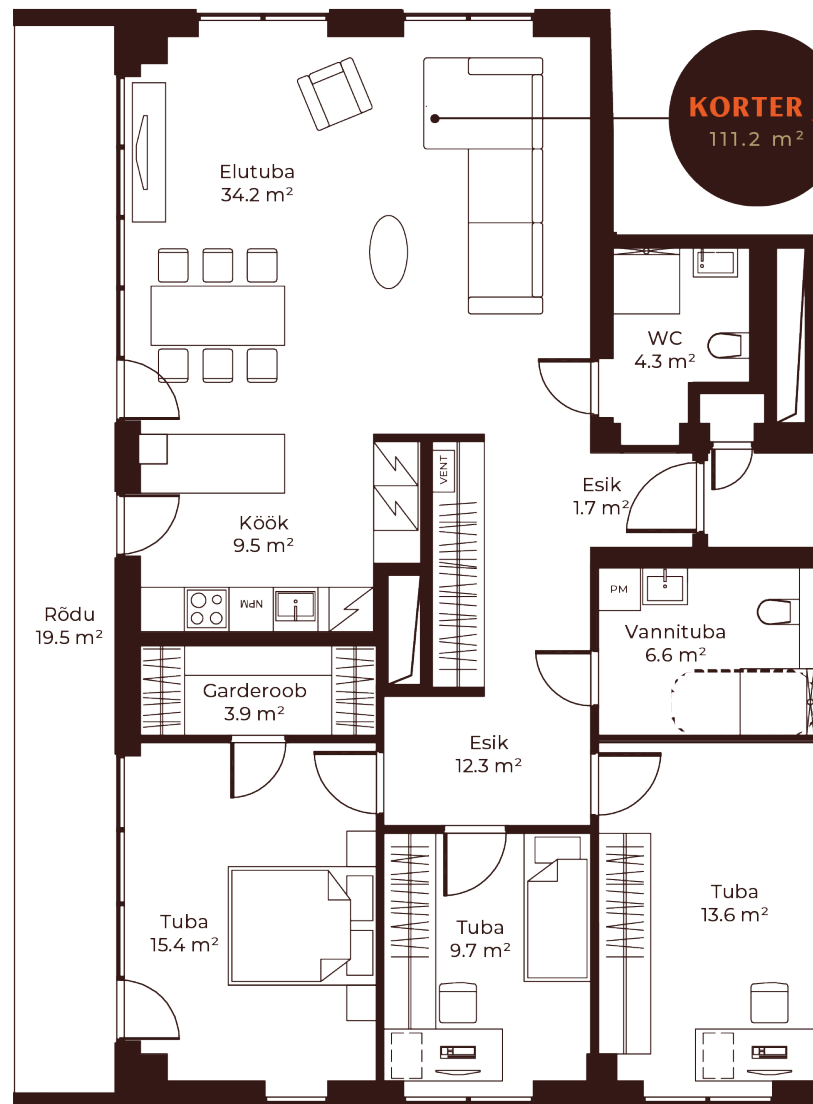 KORTER
111.2 m²
Elutuba
34.2 m²
WC
4.3 m²
VENT
Esik
1.7 m²
Köök
9.5 m²
NPM
PM
Rõdu
19.5 m²
Vannituba
6.6 m²
Garderoob
3.9 m²
Esik
12.3 m²
Tuba
15.4 m²
Tuba
9.7 m²
Tuba
13.6 m²